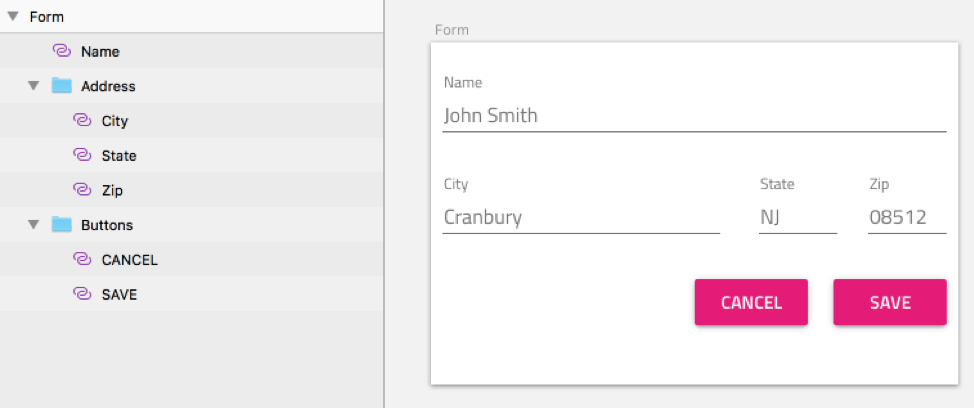 Form
Name
Address
City
State
Zip
Buttons
CANCEL
SAVE
Form
Name
John Smith
City State Zip
Cranbury NJ 08512
CANCEL SAVE